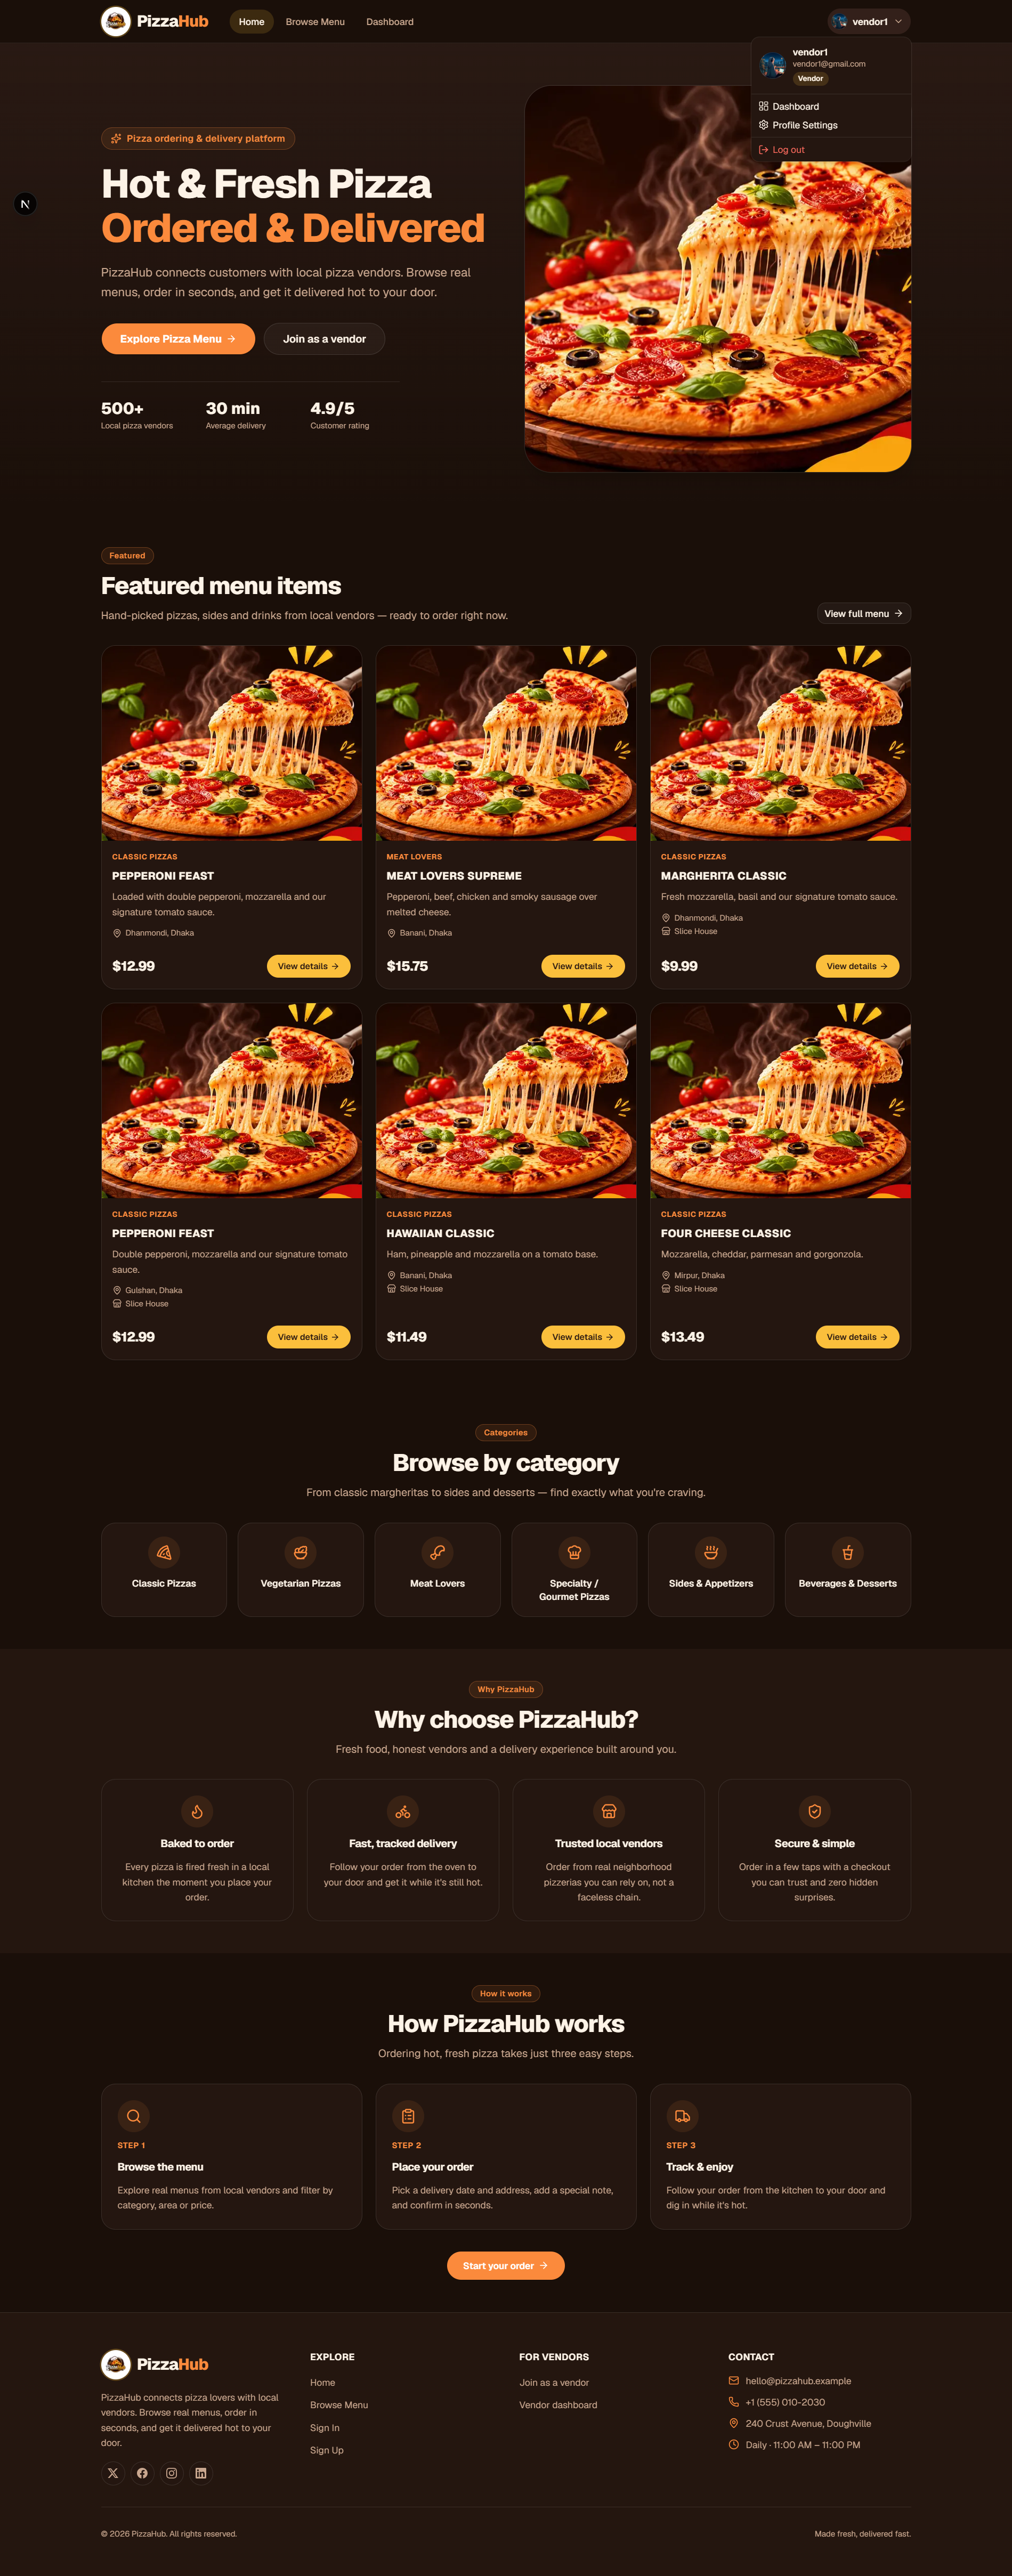 PizzaHub
Home
Browse Menu
Dashboard
vendor1
vendor1
vendor1@gmail.com
Vendor
Dashboard
Profile Settings
Log out
Pizza ordering & delivery platform
Hot & Fresh Pizza
Ordered & Delivered
PizzaHub connects customers with local pizza vendors. Browse real
menus, order in seconds, and get it delivered hot to your door.
Explore Pizza Menu
Join as a vendor
500+
Local pizza vendors
30 min
Average delivery
4.9/5
Customer rating
N
Featured
Featured menu items
Hand-picked pizzas, sides and drinks from local vendors — ready to order right now.
View full menu
CLASSIC PIZZAS
PEPPERONI FEAST
Loaded with double pepperoni, mozzarella and our
signature tomato sauce.
Dhanmondi, Dhaka
$12.99
View details
MEAT LOVERS
MEAT LOVERS SUPREME
Pepperoni, beef, chicken and smoky sausage over
melted cheese.
Banani, Dhaka
$15.75
View details
CLASSIC PIZZAS
MARGHERITA CLASSIC
Fresh mozzarella, basil and our signature tomato sauce.
Dhanmondi, Dhaka
Slice House
$9.99
View details
CLASSIC PIZZAS
PEPPERONI FEAST
Double pepperoni, mozzarella and our signature tomato
sauce.
Gulshan, Dhaka
Slice House
$12.99
View details
CLASSIC PIZZAS
HAWAIIAN CLASSIC
Ham, pineapple and mozzarella on a tomato base.
Banani, Dhaka
Slice House
$11.49
View details
CLASSIC PIZZAS
FOUR CHEESE CLASSIC
Mozzarella, cheddar, parmesan and gorgonzola.
Mirpur, Dhaka
Slice House
$13.49
View details
Categories
Browse by category
From classic margheritas to sides and desserts — find exactly what you're craving.
Classic Pizzas
Vegetarian Pizzas
Meat Lovers
Specialty /
Gourmet Pizzas
Sides & Appetizers
Beverages & Desserts
Why PizzaHub
Why choose PizzaHub?
Fresh food, honest vendors and a delivery experience built around you.
Baked to order
Every pizza is fired fresh in a local
kitchen the moment you place your
order.
Fast, tracked delivery
Follow your order from the oven to
your door and get it while it's still hot.
Trusted local vendors
Order from real neighborhood
pizzerias you can rely on, not a
faceless chain.
Secure & simple
Order in a few taps with a checkout
you can trust and zero hidden
surprises.
How it works
How PizzaHub works
Ordering hot, fresh pizza takes just three easy steps.
STEP 1
Browse the menu
Explore real menus from local vendors and filter by
category, area or price.
STEP 2
Place your order
Pick a delivery date and address, add a special note,
and confirm in seconds.
STEP 3
Track & enjoy
Follow your order from the kitchen to your door and
dig in while it's hot.
Start your order
PizzaHub
PizzaHub connects pizza lovers with local
vendors. Browse real menus, order in
seconds, and get it delivered hot to your
door.
EXPLORE
Home
Browse Menu
Sign In
Sign Up
FOR VENDORS
Join as a vendor
Vendor dashboard
CONTACT
hello@pizzahub.example
+1 (555) 010-2030
240 Crust Avenue, Doughville
Daily · 11:00 AM – 11:00 PM
© 2026 PizzaHub. All rights reserved.
Made fresh, delivered fast.